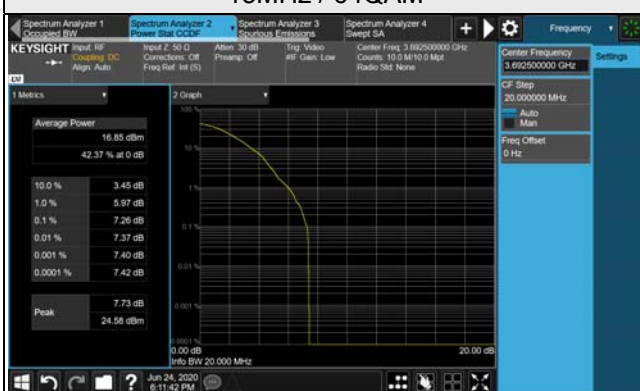 15MHz / 64QAM
Spectrum Analyzer 1
Occupied BW
Spectrum Analyzer 2
Power Stat CCDF
Spectrum Analyzer 3
Spurious Emissions
Spectrum Analyzer 4
Swept SA
Frequency
KEYSIGHT
Input: RF
Coupling: DC
Align: Auto
Input Z: 50 Ω
Corrections: Off
Freq Ref: Int (S)
Atten: 30 dB
Preamp: Off
Trig: Video
#IF Gain: Low
Center Freq: 3.692500000 GHz
Counts: 10.0 M/10.0 Mpt
Radio Std: None
Center Frequency
3.692500000 GHz
Settings
CF Step
20.000000 MHz
Auto
Man
Freq Offset
0 Hz
1 Metrics
2 Graph
Average Power
16.85 dBm
42.37 % at 0 dB
10.0 % 3.45 dB
1.0 % 5.97 dB
0.1 % 7.26 dB
0.01 % 7.37 dB
0.001 % 7.40 dB
0.0001 % 7.42 dB
Peak
7.73 dB
24.58 dBm
100 %
10 %
1 %
0.1 %
0.01 %
0.001 %
0.0001 %
0.00 dB
20.00 dB
Info BW 20.000 MHz
Jun 24, 2020
6:11:42 PM